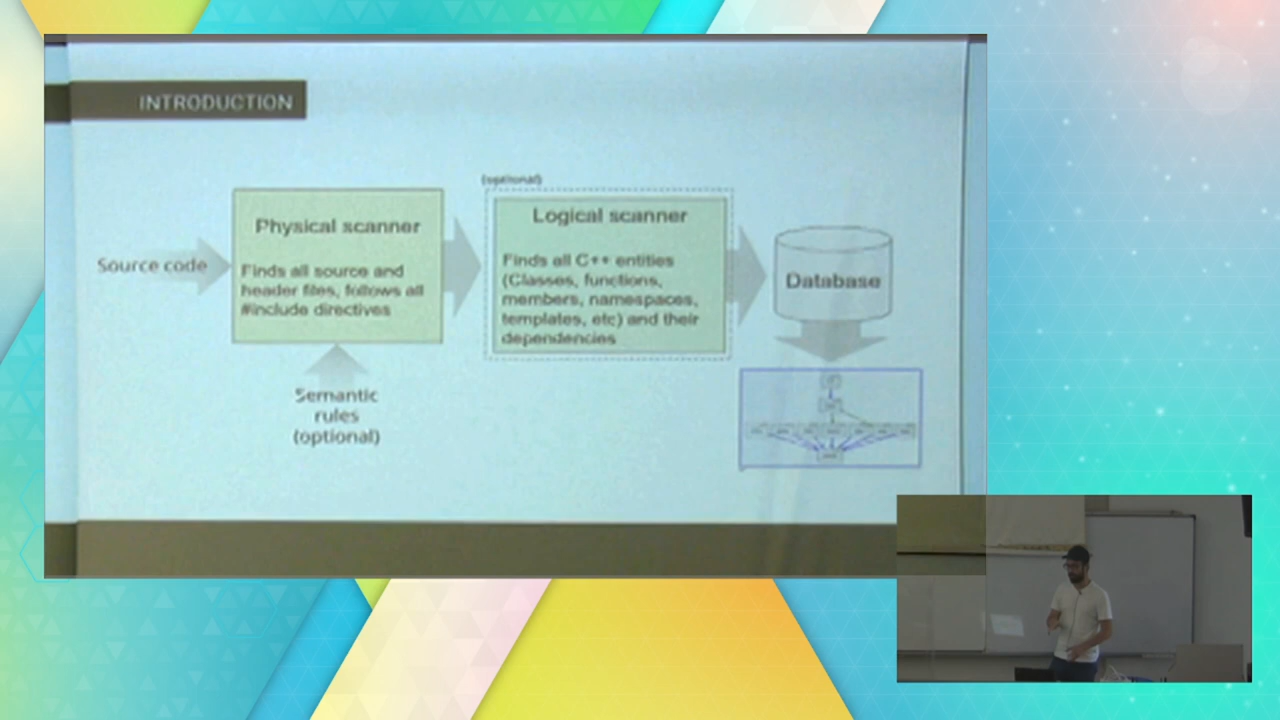 INTRODUCTION
(optional)
Source code
Physical scanner
Finds all source and
header files, follows all
#include directives
Semantic
rules
(optional)
Logical scanner
Finds all C++ entities
(Classes, functions,
members, namespaces,
templates, etc) and their
dependencies
Database